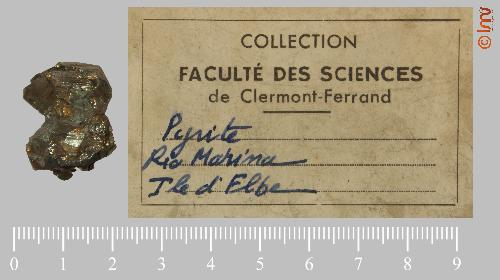 COLLECTION
FACULTÉ DES SCIENCES
de Clermont-Ferrand
Pyrite
Rio Marina
Ile d'Elbe
0 1 2 3 4 5 6 7 8 9
© lmv